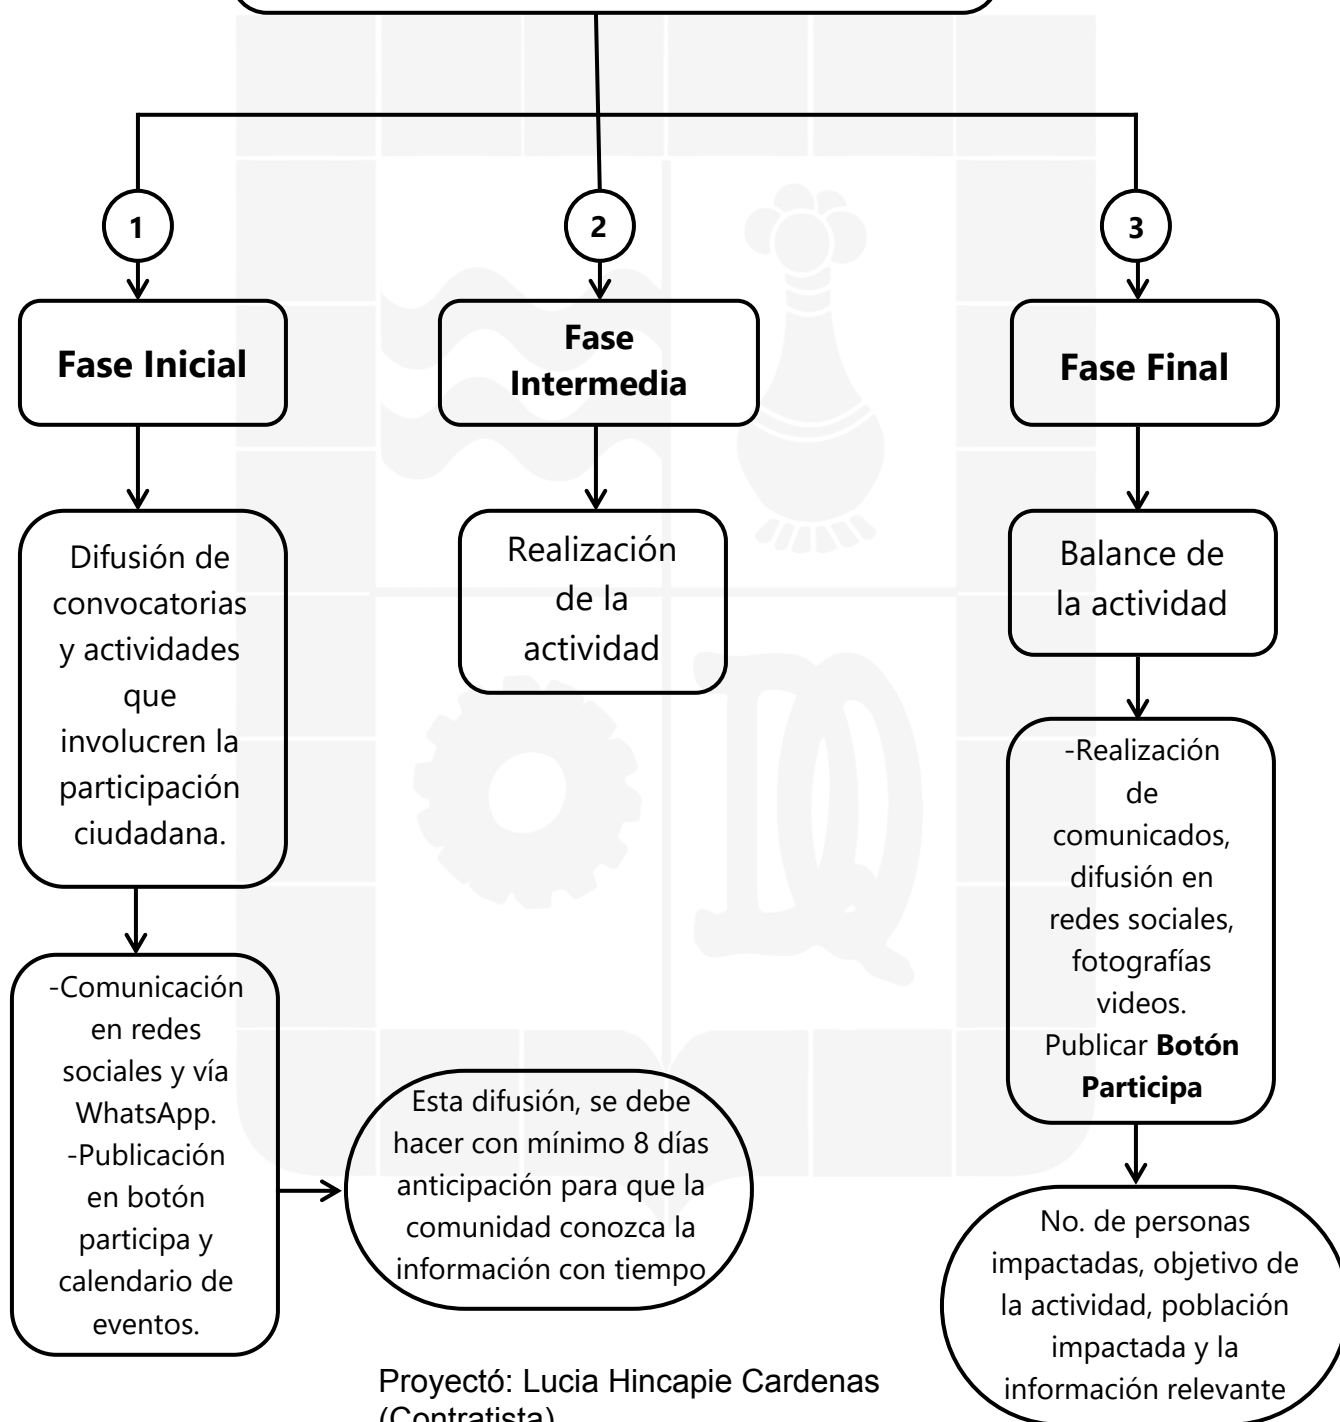 1
2
3
Fase Inicial
Fase
Intermedia
Fase Final
Difusión de
convocatorias
y actividades
que
involucren la
participación
ciudadana.
Realización
de la
actividad
Balance de
la actividad
-Realización
de
comunicados,
difusión en
redes sociales,
fotografías
videos.
Publicar Botón
Participa
-Comunicación
en redes
sociales y vía
WhatsApp.
-Publicación
en botón
participa y
calendario de
eventos.
Esta difusión, se debe
hacer con mínimo 8 días
anticipación para que la
comunidad conozca la
información con tiempo
No. de personas
impactadas, objetivo de
la actividad, población
impactada y la
información relevante
Proyectó: Lucia Hincapie Cardenas
(Contratista)